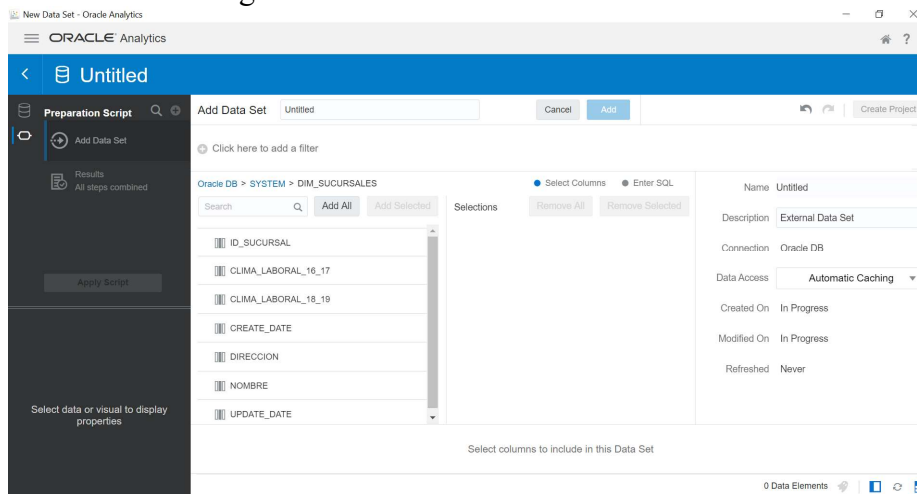 New Data Set - Oracle Analytics
ORACLE Analytics
?
Untitled
Preparation Script
Add Data Set
Results
All steps combined
Apply Script
Select data or visual to display
properties
Add Data Set Untitled Cancel Add Create Project
Click here to add a filter
Oracle DB > SYSTEM > DIM_SUCURSALES Select Columns Enter SQL
Search Add All Add Selected Selections Remove All Remove Selected
ID_SUCURSAL
CLIMA_LABORAL_16_17
CLIMA_LABORAL_18_19
CREATE_DATE
DIRECCION
NOMBRE
UPDATE_DATE
Name Untitled
Description External Data Set
Connection Oracle DB
Data Access Automatic Caching
Created On In Progress
Modified On In Progress
Refreshed Never
Select columns to include in this Data Set
0 Data Elements